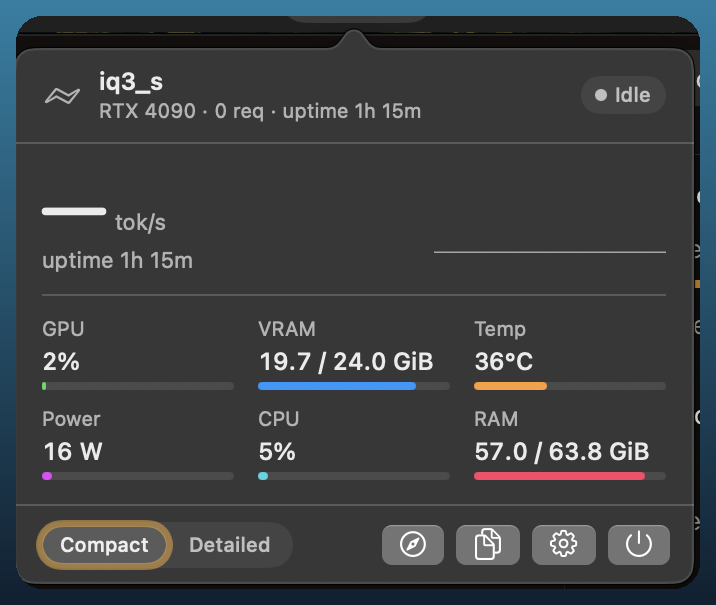 iq3_s
RTX 4090 · 0 req · uptime 1h 15m
Idle
— tok/s
uptime 1h 15m
GPU
2%
VRAM
19.7 / 24.0 GiB
Temp
36°C
Power
16 W
CPU
5%
RAM
57.0 / 63.8 GiB
Compact
Detailed